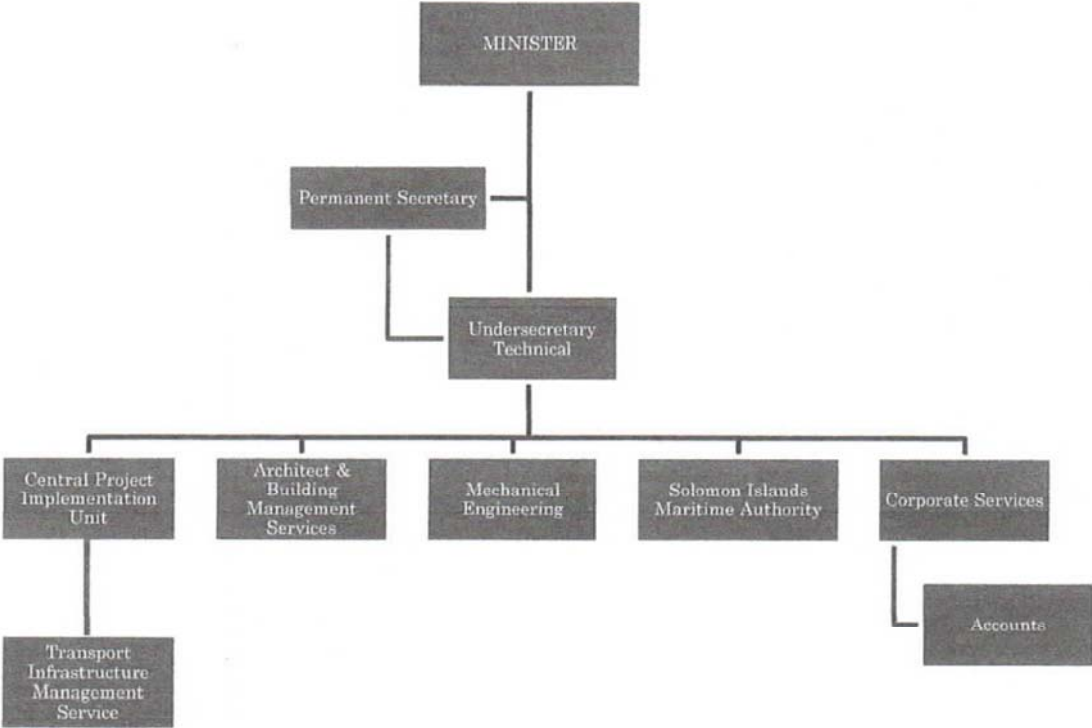 MINISTER
Permanent Secretary
Undersecretary
Technical
Central Project
Implementation
Unit
Architect &
Building
Management
Services
Mechanical
Engineering
Solomon Islands
Maritime Authority
Corporate Services
Accounts
Transport
Infrastructure
Management
Service